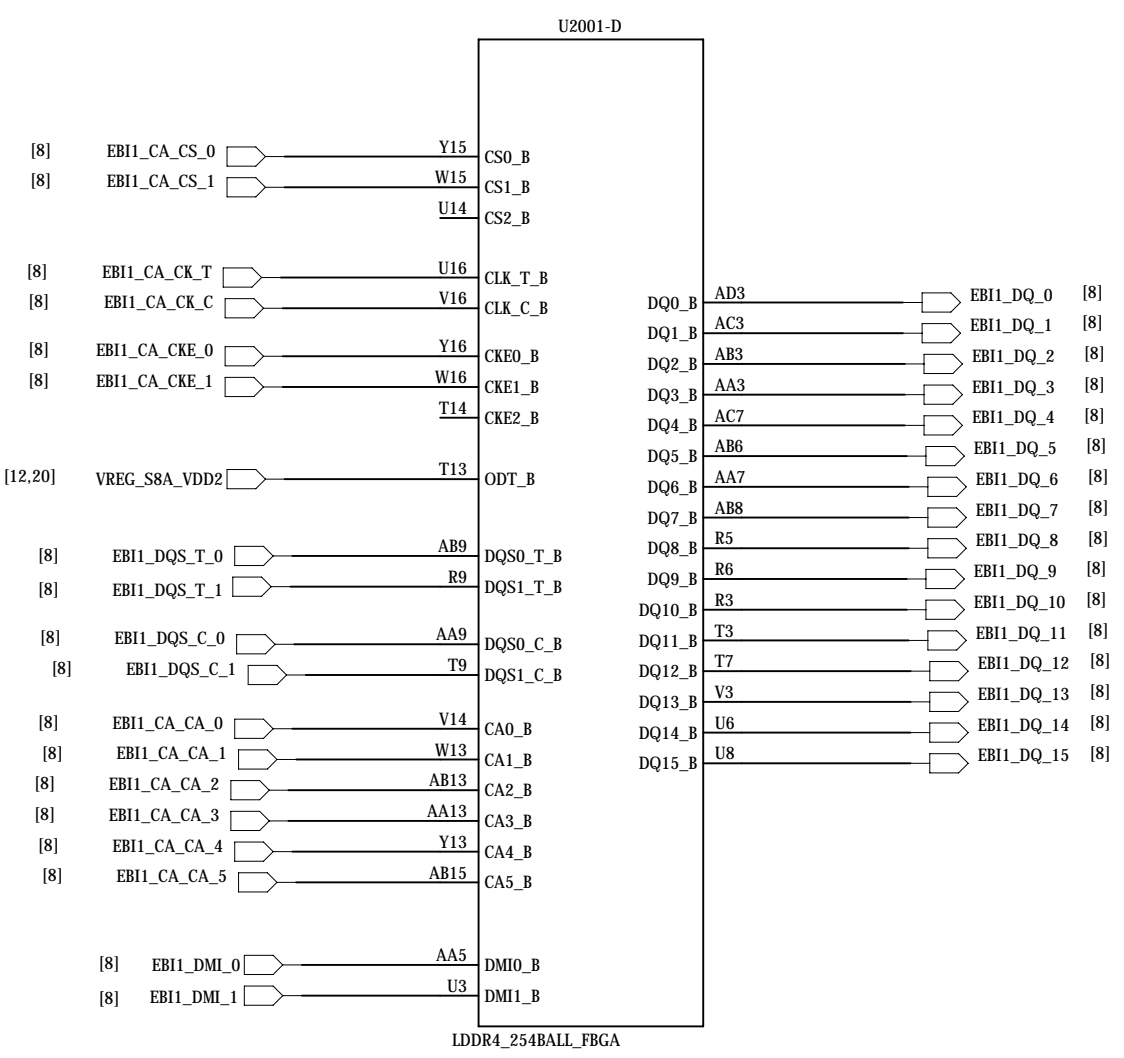 U2001-D
[8] EBI1_CA_CS_0 Y15 CS0_B
[8] EBI1_CA_CS_1 W15 CS1_B
U14 CS2_B
[8] EBI1_CA_CK_T U16 CLK_T_B
[8] EBI1_CA_CK_C V16 CLK_C_B
[8] EBI1_CA_CKE_0 Y16 CKE0_B
[8] EBI1_CA_CKE_1 W16 CKE1_B
T14 CKE2_B
[12,20] VREG_S8A_VDD2 T13 ODT_B
[8] EBI1_DQS_T_0 AB9 DQS0_T_B
[8] EBI1_DQS_T_1 R9 DQS1_T_B
[8] EBI1_DQS_C_0 AA9 DQS0_C_B
[8] EBI1_DQS_C_1 T9 DQS1_C_B
[8] EBI1_CA_CA_0 V14 CA0_B
[8] EBI1_CA_CA_1 W13 CA1_B
[8] EBI1_CA_CA_2 AB13 CA2_B
[8] EBI1_CA_CA_3 AA13 CA3_B
[8] EBI1_CA_CA_4 Y13 CA4_B
[8] EBI1_CA_CA_5 AB15 CA5_B
[8] EBI1_DMI_0 AA5 DMI0_B
[8] EBI1_DMI_1 U3 DMI1_B
DQ0_B AD3 EBI1_DQ_0 [8]
DQ1_B AC3 EBI1_DQ_1 [8]
DQ2_B AB3 EBI1_DQ_2 [8]
DQ3_B AA3 EBI1_DQ_3 [8]
DQ4_B AC7 EBI1_DQ_4 [8]
DQ5_B AB6 EBI1_DQ_5 [8]
DQ6_B AA7 EBI1_DQ_6 [8]
DQ7_B AB8 EBI1_DQ_7 [8]
DQ8_B R5 EBI1_DQ_8 [8]
DQ9_B R6 EBI1_DQ_9 [8]
DQ10_B R3 EBI1_DQ_10 [8]
DQ11_B T3 EBI1_DQ_11 [8]
DQ12_B T7 EBI1_DQ_12 [8]
DQ13_B V3 EBI1_DQ_13 [8]
DQ14_B U6 EBI1_DQ_14 [8]
DQ15_B U8 EBI1_DQ_15 [8]
LDDR4_254BALL_FBGA